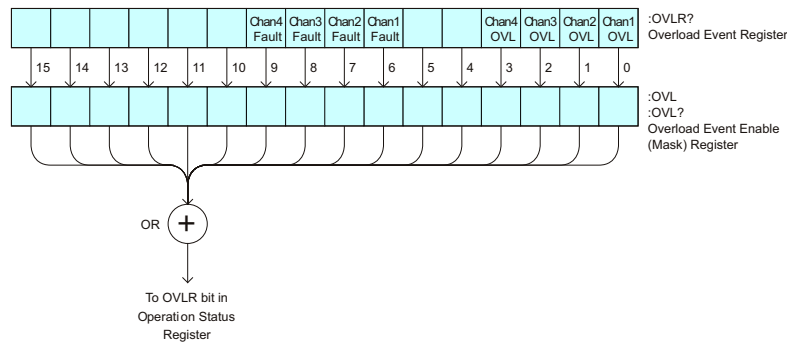 Chan4 Fault
Chan3 Fault
Chan2 Fault
Chan1 Fault
Chan4 OVL
Chan3 OVL
Chan2 OVL
Chan1 OVL
:OVLR?
Overload Event Register
15 14 13 12 11 10 9 8 7 6 5 4 3 2 1 0
:OVL
:OVL?
Overload Event Enable
(Mask) Register
OR +
To OVLR bit in
Operation Status
Register